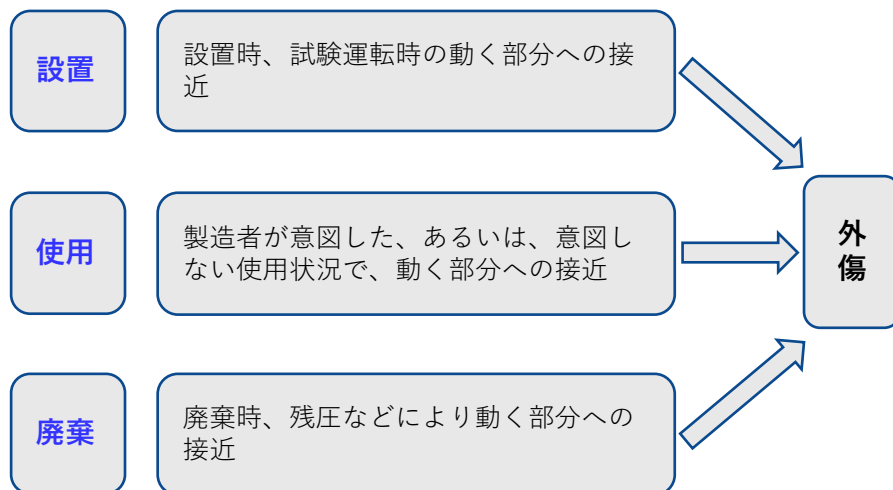 設置
設置時、試験運転時の動く部分への接
近
使用
製造者が意図した、あるいは、意図し
ない使用状況で、動く部分への接近
外
傷
廃棄
廃棄時、残圧などにより動く部分への
接近